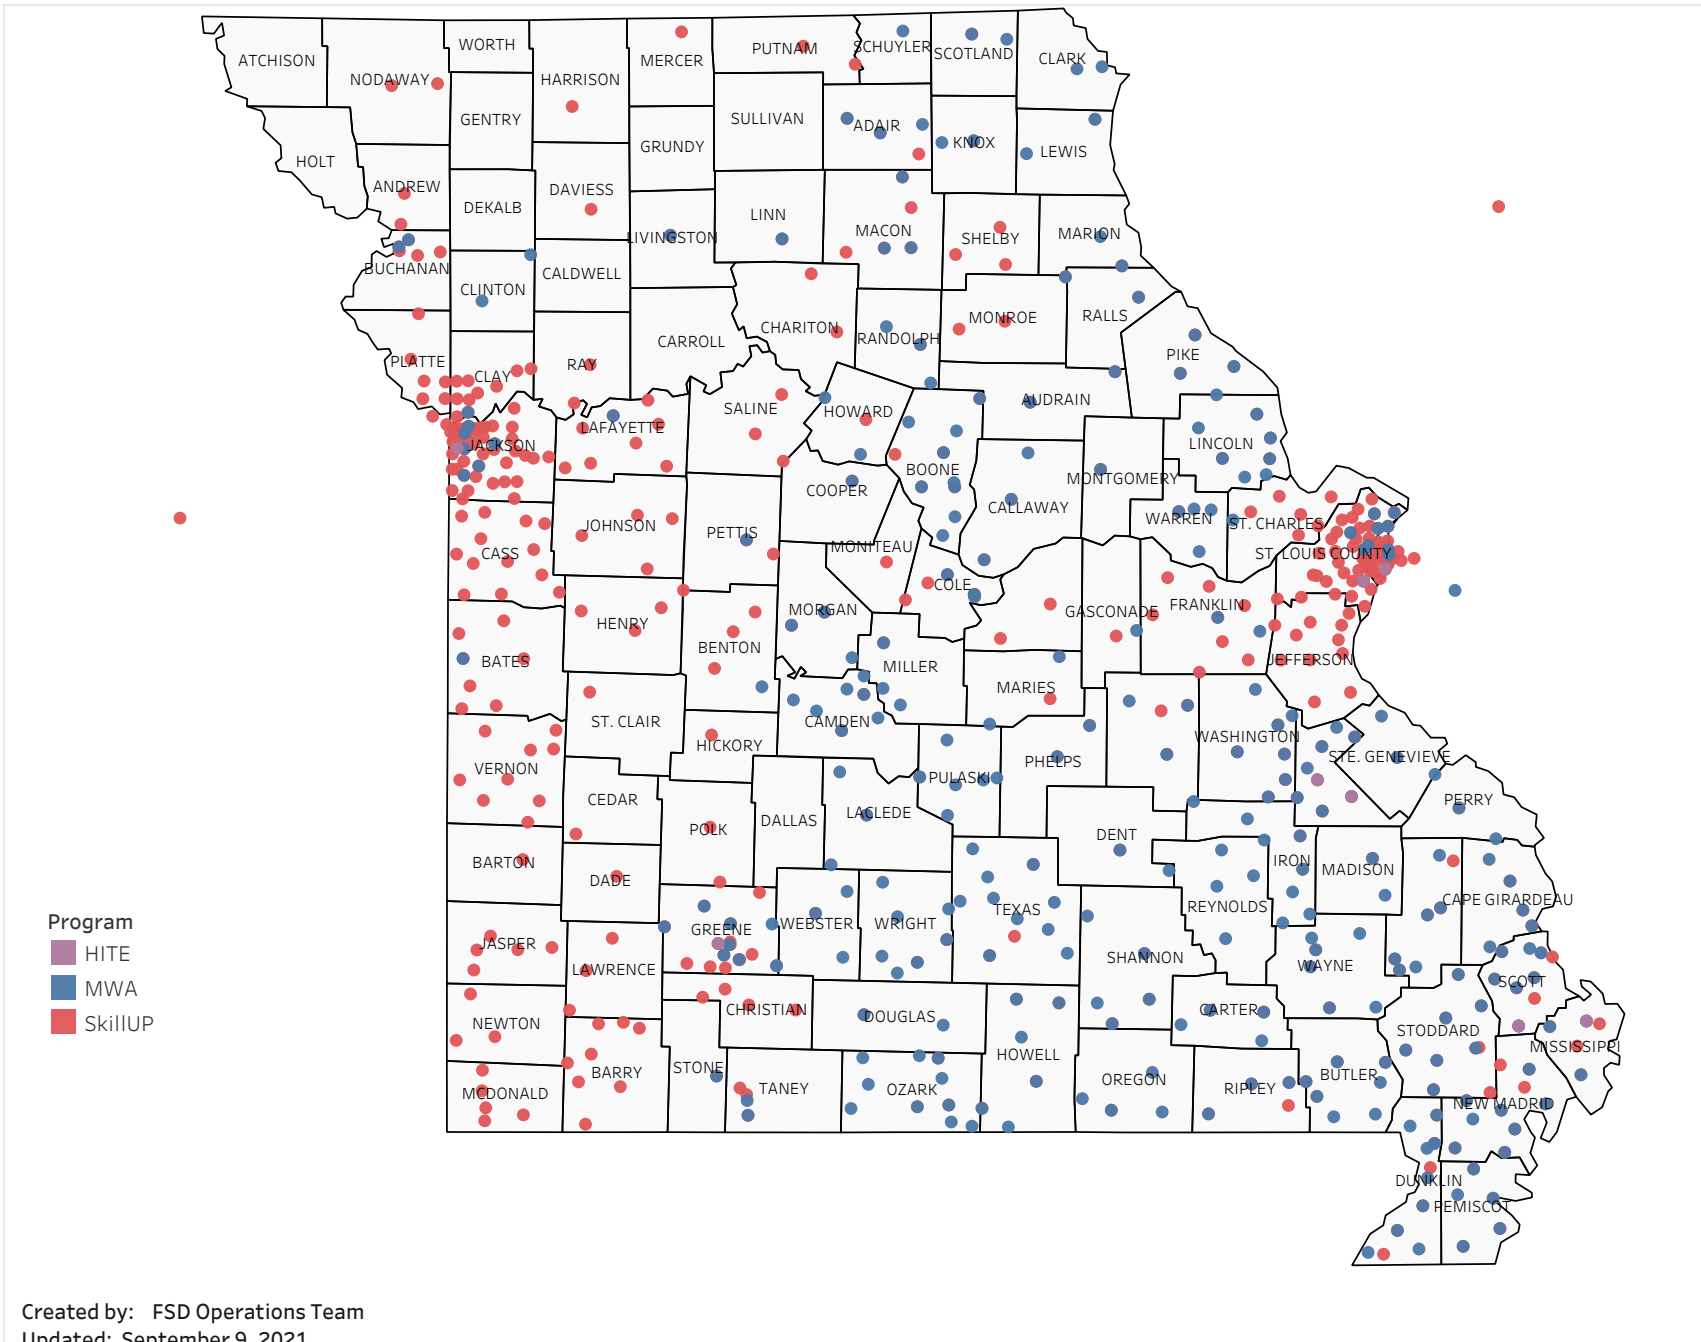 WORTH
ATCHISON
NODAWAY
HARRISON
MERCER
PUTNAM
SCHUYLER
SCOTLAND
CLARK
GENTRY
SULLIVAN
ADAIR
KNOX
LEWIS
HOLT
GRUNDY
ANDREW
DEKALB
DAVIESS
LINN
MACON
SHELBY
MARION
LIVINGSTON
BUCHANAN
CLINTON
CALDWELL
CHARITON
RANDOLPH
MONROE
RALLS
PIKE
CARROLL
PLATTE
CLAY
RAY
SALINE
HOWARD
AUDRAIN
LAFAYETTE
JACKSON
BOONE
LINCOLN
COOPER
CALLAWAY
MONTGOMERY
WARREN
ST. CHARLES
JOHNSON
PETTIS
MONITEAU
CASS
ST. LOUIS COUNTY
COLE
MORGAN
GASCONADE
FRANKLIN
HENRY
BENTON
BATES
MILLER
MARIES
JEFFERSON
ST. CLAIR
HICKORY
CAMDEN
WASHINGTON
STE. GENEVIEVE
VERNON
PULASKI
PHELPS
CEDAR
POLK
DALLAS
LACLEDE
DENT
PERRY
BARTON
DADE
IRON
MADISON
CAPE GIRARDEAU
GREENE
WEBSTER
WRIGHT
TEXAS
REYNOLDS
Program
HITE
MWA
SkillUP
JASPER
LAWRENCE
SHANNON
WAYNE
SCOTT
NEWTON
CHRISTIAN
DOUGLAS
CARTER
STODDARD
MISSISSIPPI
HOWELL
BARRY
STONE
TANEY
OZARK
OREGON
RIPLEY
BUTLER
MCDONALD
NEW MADRID
DUNKLIN
PEMISCOT
Created by: FSD Operations Team
Updated: September 9, 2021